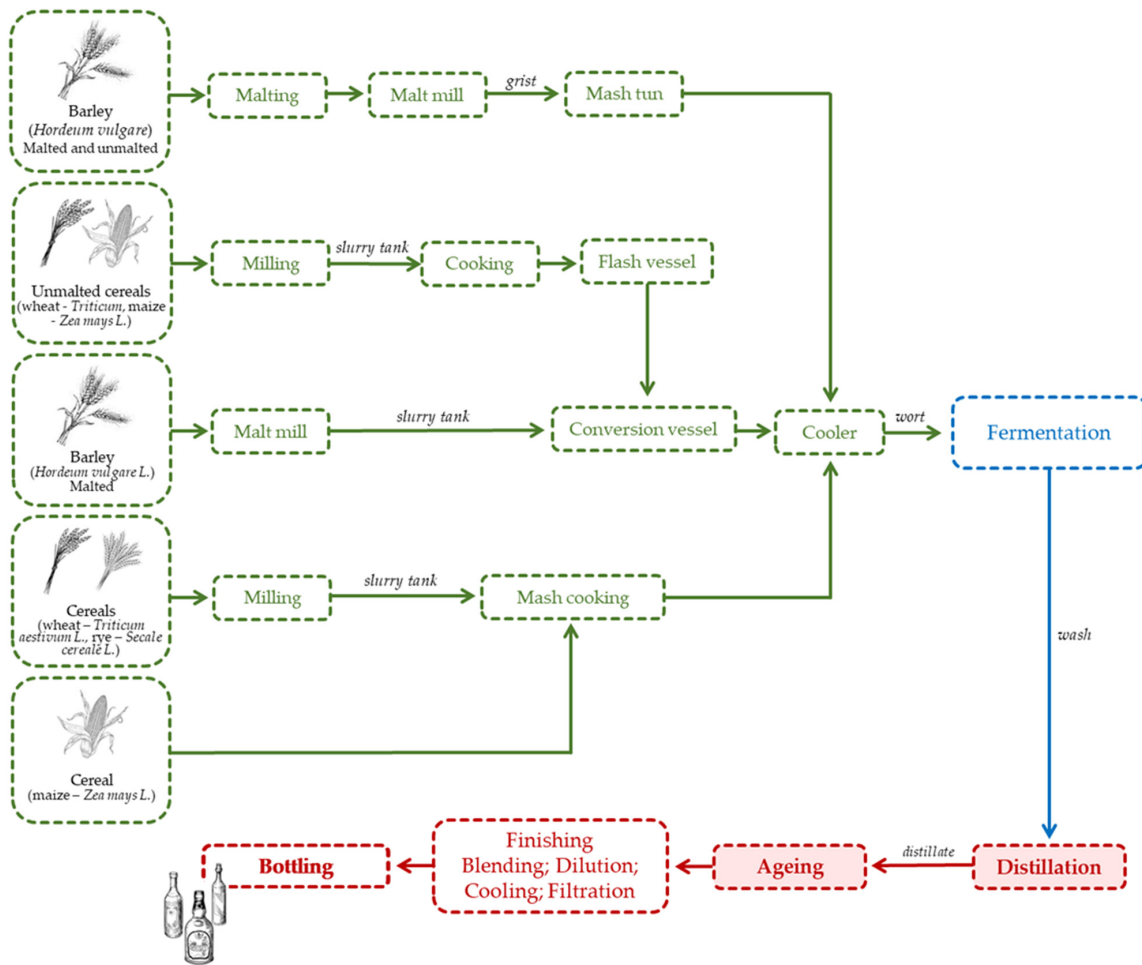 Barley
(Hordeum vulgare)
Malted and unmalted
Malting
Malt mill
grist
Mash tun
Unmalted cereals
(wheat - Triticum, maize
- Zea mays L.)
Milling
slurry tank
Cooking
Flash vessel
Barley
(Hordeum vulgare L.)
Malted
Malt mill
slurry tank
Conversion vessel
Cooler
wort
Fermentation
Cereals
(wheat – Triticum
aestivum L., rye – Secale
cereale L.)
Milling
slurry tank
Mash cooking
wash
Cereal
(maize – Zea mays L.)
Bottling
Finishing
Blending; Dilution;
Cooling; Filtration
Ageing
distillate
Distillation